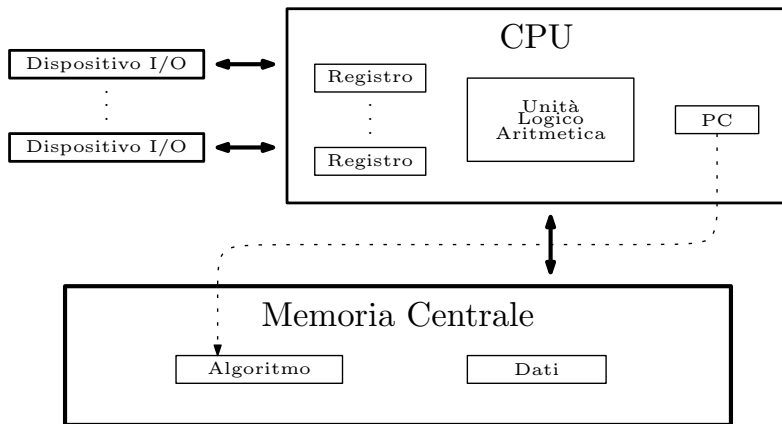 CPU
Dispositivo I/O
Registro
Unità
Logico
Aritmetica
PC
Dispositivo I/O
Registro
Memoria Centrale
Algoritmo
Dati